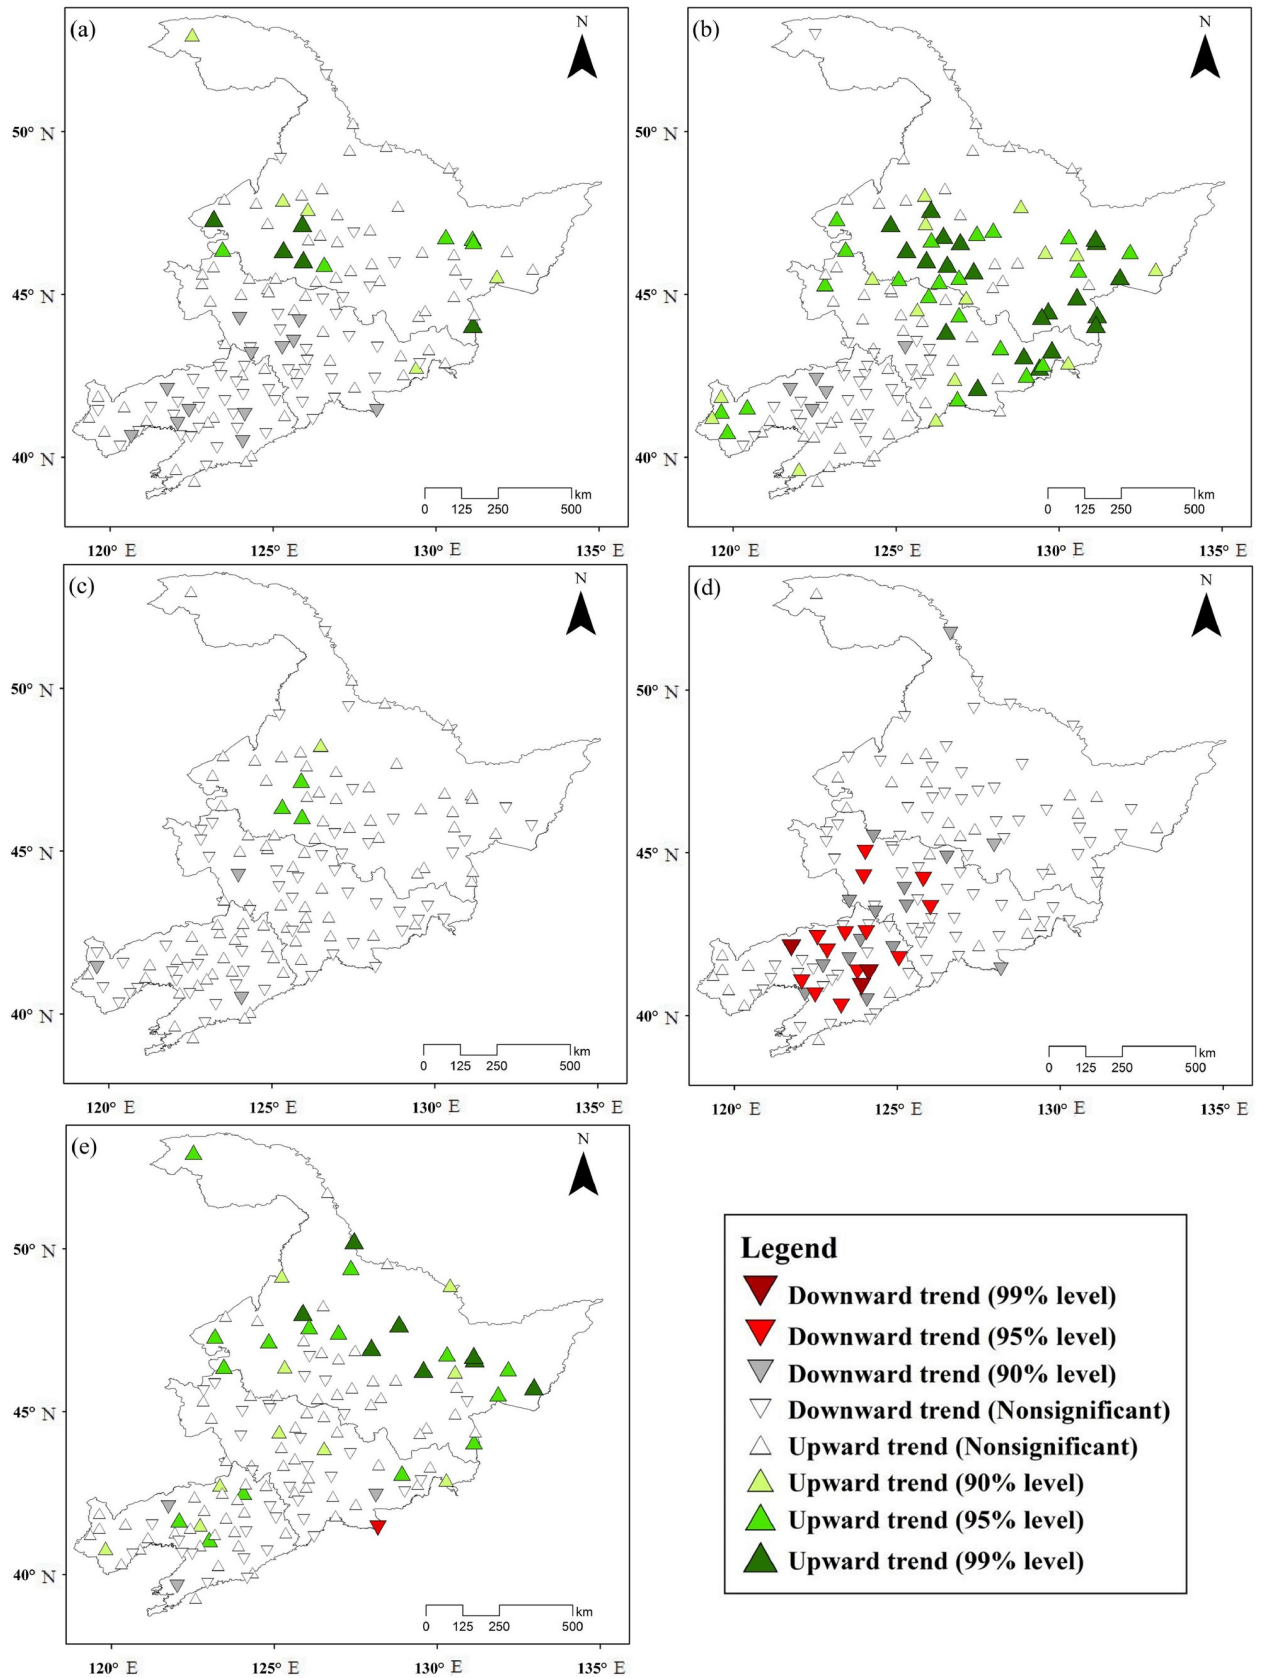 (a)
N
50° N
45° N
40° N
km
0 125 250 500
120° E 125° E 130° E 135° E
(b)
N
km
0 125 250 500
120° E 125° E 130° E 135° E
(c)
N
50° N
45° N
40° N
km
0 125 250 500
120° E 125° E 130° E 135° E
(d)
N
50° N
45° N
40° N
km
0 125 250 500
120° E 125° E 130° E 135° E
(e)
N
50° N
45° N
40° N
km
0 125 250 500
120° E 125° E 130° E 135° E
Legend
Downward trend (99% level)
Downward trend (95% level)
Downward trend (90% level)
Downward trend (Nonsignificant)
Upward trend (Nonsignificant)
Upward trend (90% level)
Upward trend (95% level)
Upward trend (99% level)